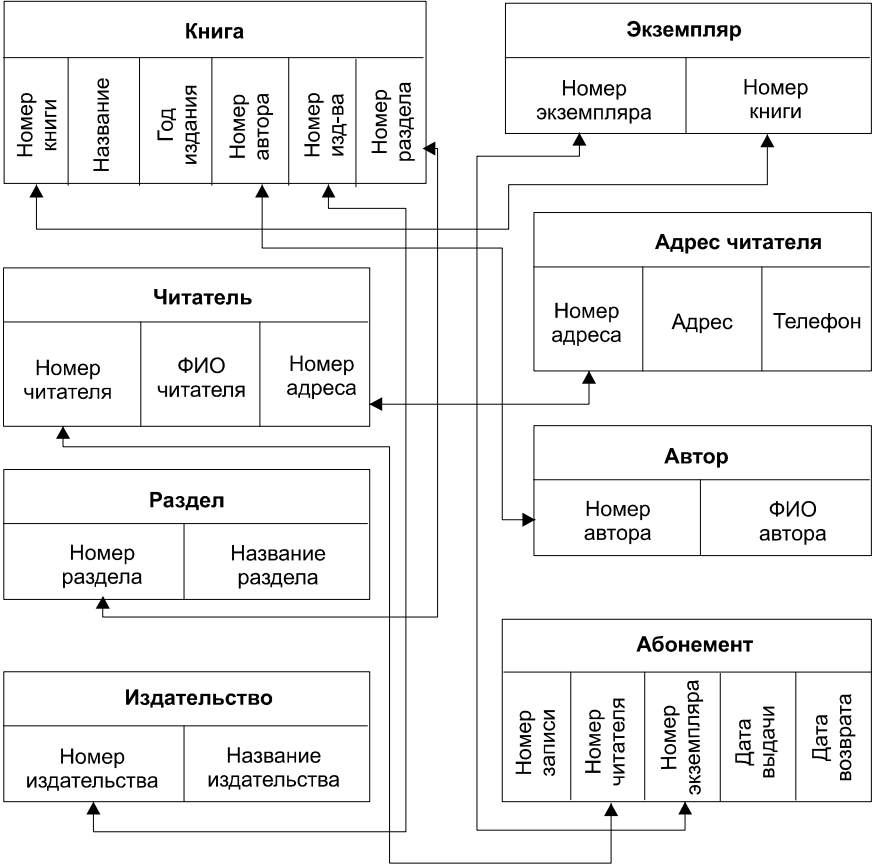 Книга
Номер
книги
Название
Год
издания
Номер
автора
Номер
изд-ва
Номер
раздела
Экземпляр
Номер
экземпляра
Номер
книги
Адрес читателя
Номер
адреса
Адрес
Телефон
Читатель
Номер
читателя
ФИО
читателя
Номер
адреса
Автор
Номер
автора
ФИО
автора
Раздел
Номер
раздела
Название
раздела
Абонемент
Номер
записи
Номер
читателя
Номер
экземпляра
Дата
выдачи
Дата
возврата
Издательство
Номер
издательства
Название
издательства